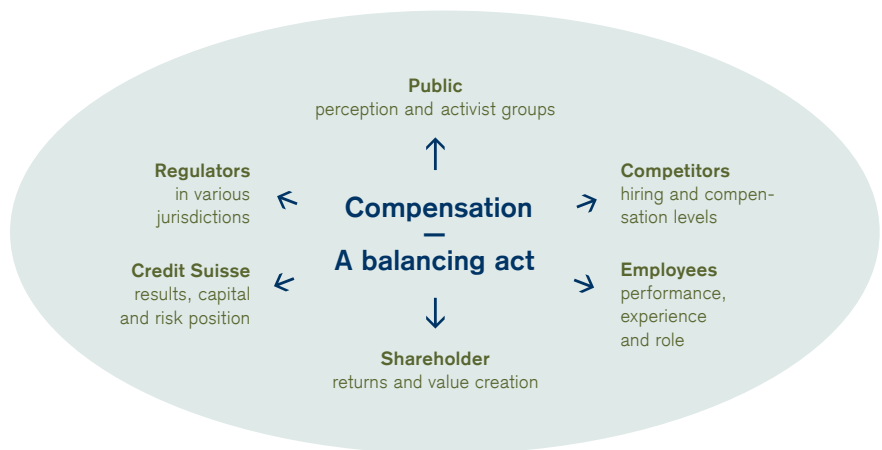 Public
perception and activist groups
Regulators
in various
jurisdictions
Competitors
hiring and compen-
sation levels
Compensation
–
A balancing act
Credit Suisse
results, capital
and risk position
Employees
performance,
experience
and role
Shareholder
returns and value creation